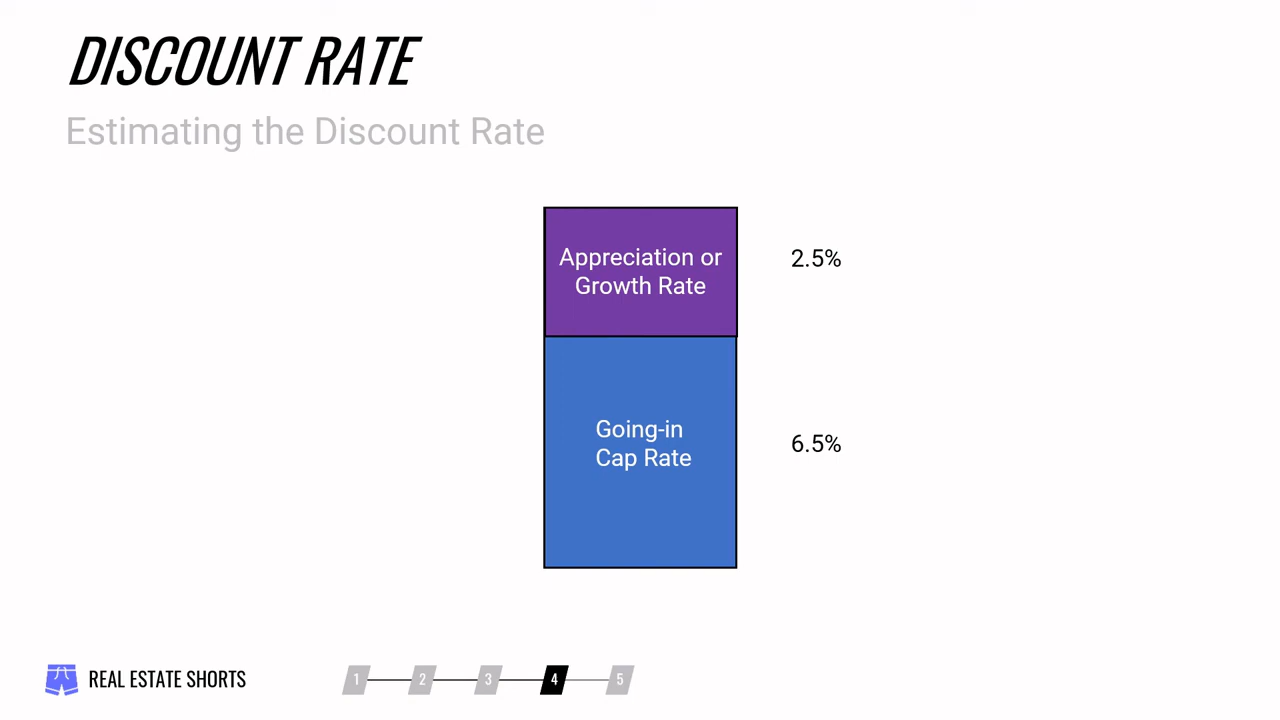 DISCOUNT RATE
Estimating the Discount Rate
Appreciation or
Growth Rate
2.5%
Going-in
Cap Rate
6.5%
REAL ESTATE SHORTS
1
2
3
4
5